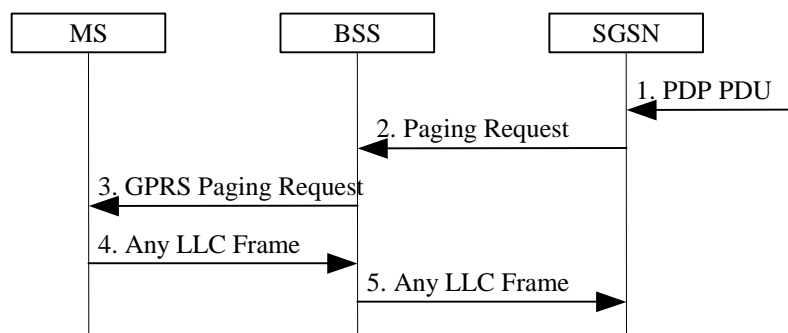 MS
BSS
SGSN
1. PDP PDU
2. Paging Request
3. GPRS Paging Request
4. Any LLC Frame
5. Any LLC Frame